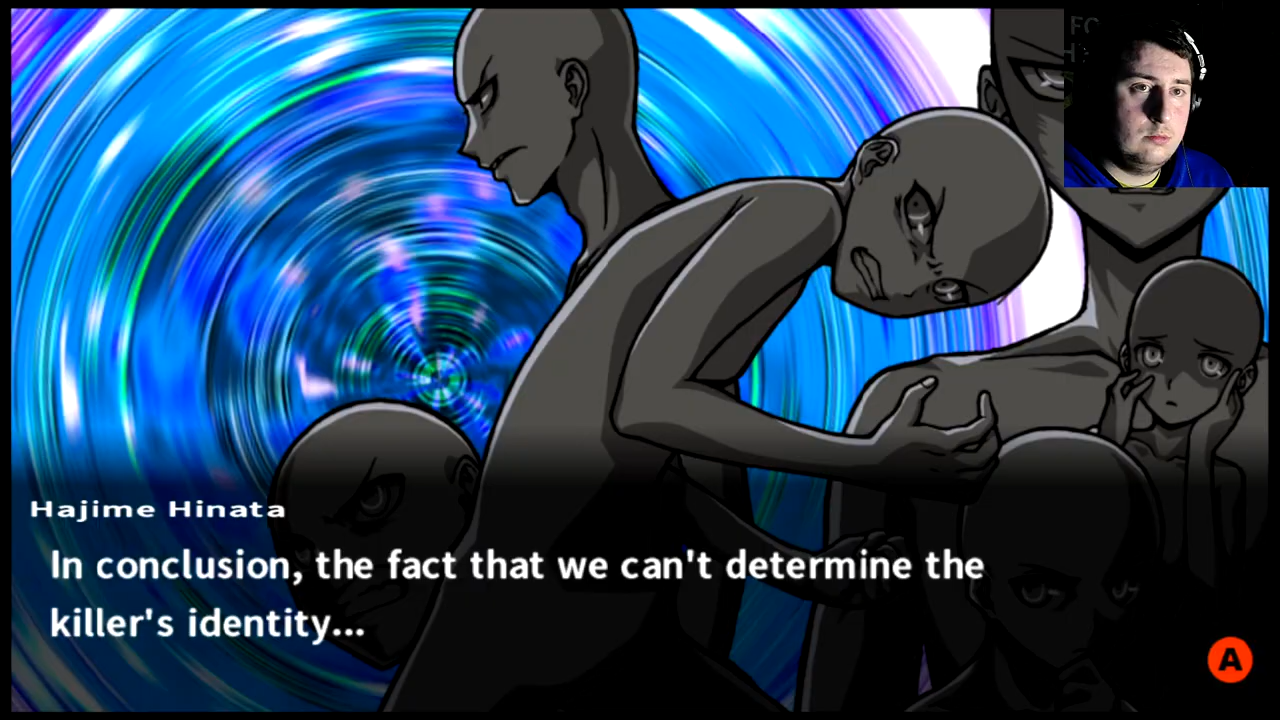 Hajime Hinata
In conclusion, the fact that we can't determine the
killer's identity...
A